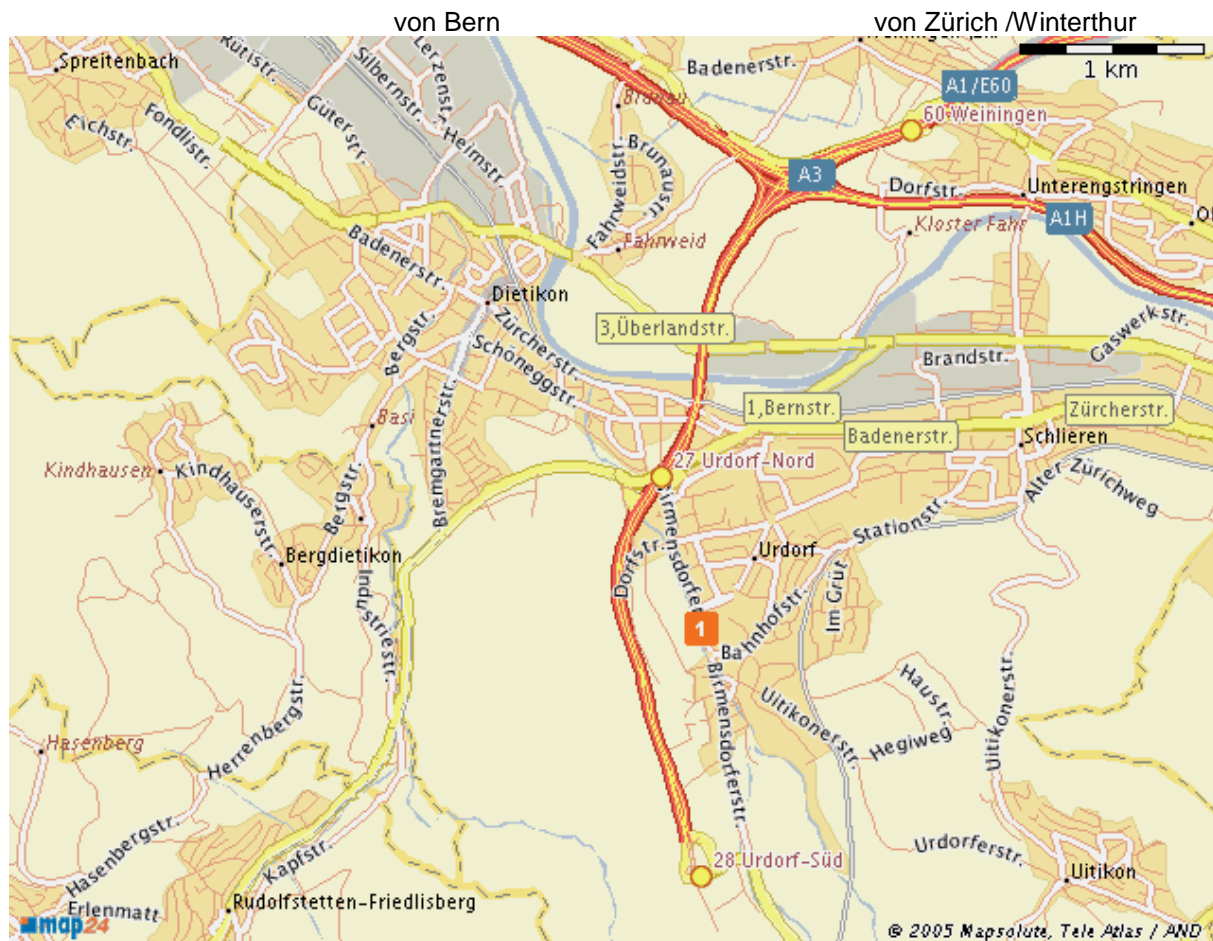 von Bern
von Zürich /Winterthur
Spreitenbach
Rütistr.
Silbernstr.
Lerzenstr.
Heimstr.
Güterstr.
Eichstr.
Fondlistr.
Badenerstr.
Brunaustr.
Fahrweidstr.
Fahrweid
1 km
A1/E60
60 Weiningen
A3
Dorfstr.
Unterengstringen
A1H
Kloster Fahr
Badenerstr.
Dietikon
Zürcherstr.
Schöneggstr.
3,Überlandstr.
Gaswerkstr.
Brandstr.
1,Bernstr.
Zürcherstr.
Badenerstr.
Schlieren
Bergstr.
Basi
Kindhausen
Kindhauserstr.
Bergstr.
Bremgartnerstr.
27 Urdorf-Nord
Alter Zürichweg
Stationstr.
Bergdietikon
Industriestr.
Dorfstr.
Urdorf
Im Grüt
1
Bahnhofstr.
Birmensdorferstr.
Uitikonerstr.
Haustr.
Hegiweg
Uitikonerstr.
Hasenberg
Herrenbergstr.
Hasenbergstr.
Kapfstr.
28 Urdorf-Süd
Urdorferstr.
Uitikon
Erlenmatt
Rudolfstetten-Friedlisberg
map24
© 2005 Mapsolute, Tele Atlas / AND